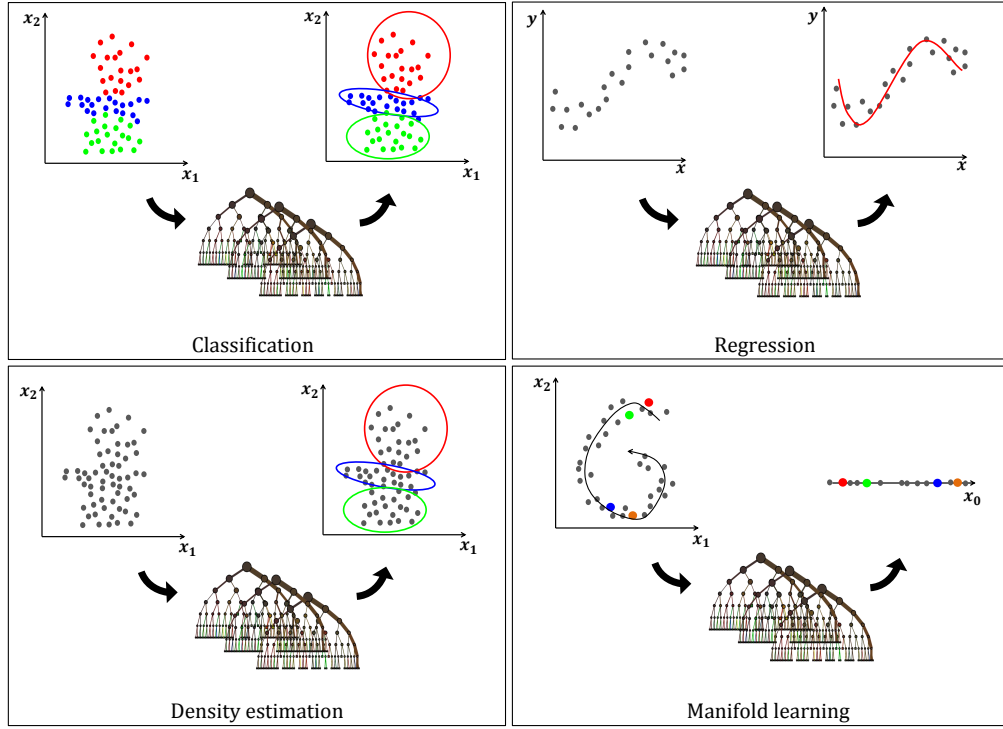 x₂
x₁
x₂
x₁
Classification
y
x
y
x
Regression
x₂
x₁
x₂
x₁
Density estimation
x₂
x₁
x₀
Manifold learning